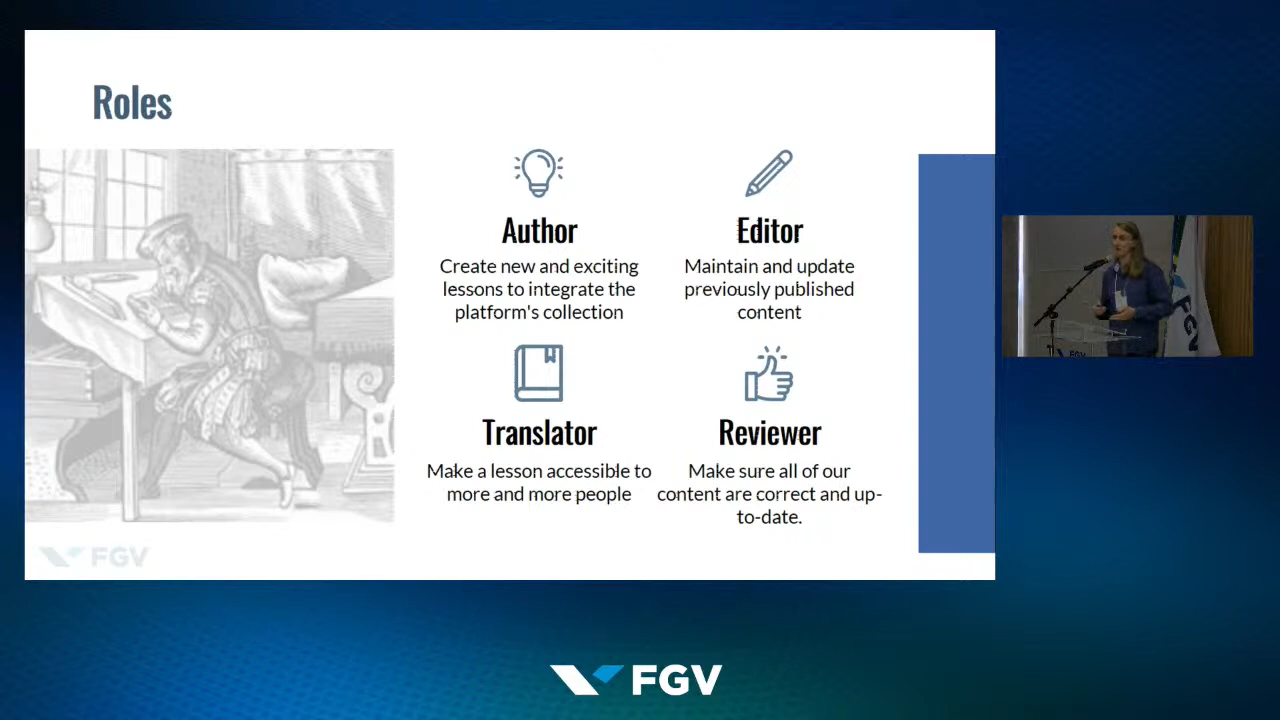 Roles
Author
Create new and exciting
lessons to integrate the
platform's collection
Editor
Maintain and update
previously published
content
Translator
Make a lesson accessible to
more and more people
Reviewer
Make sure all of our
content are correct and up-
to-date.
FGV
FGV
FGV
FGV